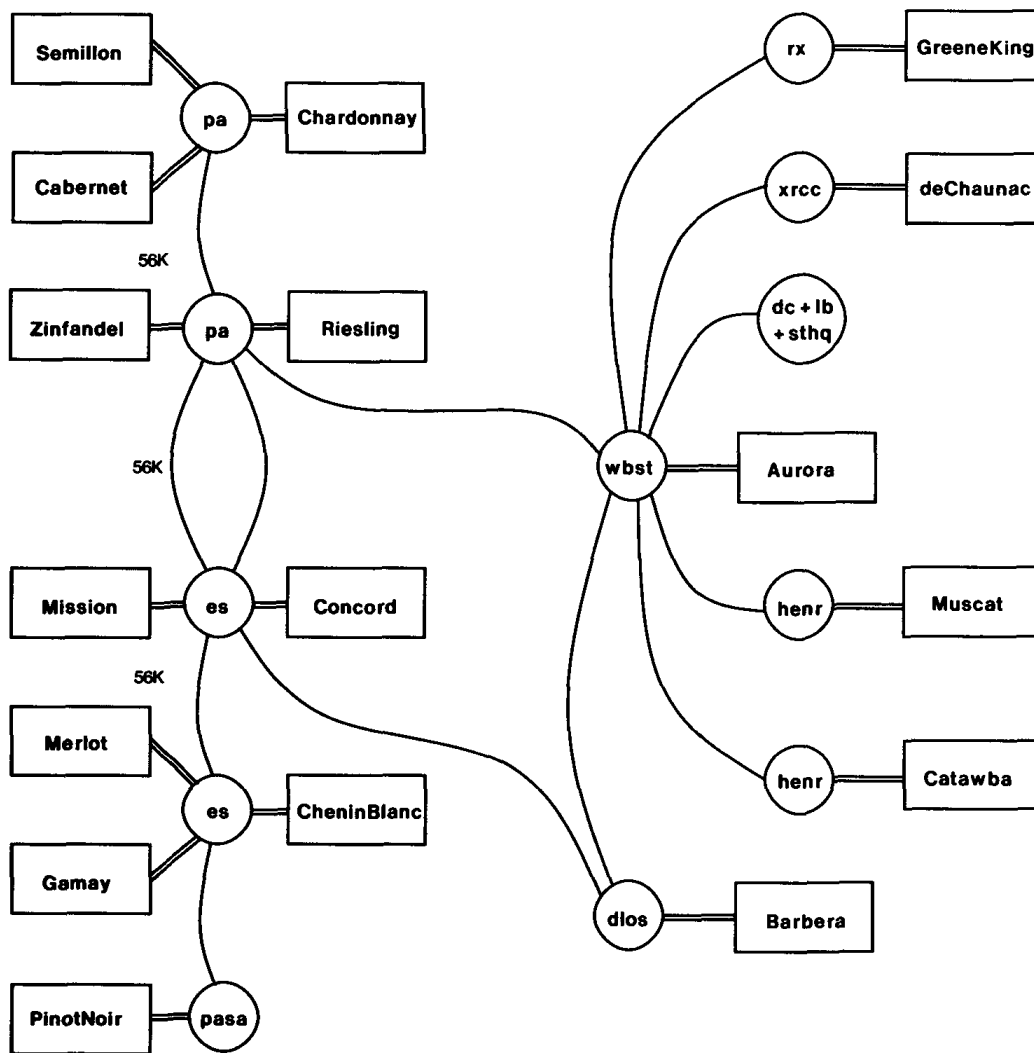 Semillon
pa
Chardonnay
Cabernet
56K
Zinfandel
pa
Riesling
56K
Mission
es
Concord
56K
Merlot
es
CheninBlanc
Gamay
PinotNoir
pasa
rx
GreeneKing
xrcc
deChaunac
dc + lb
+ sthq
wbst
Aurora
henr
Muscat
henr
Catawba
dlos
Barbera